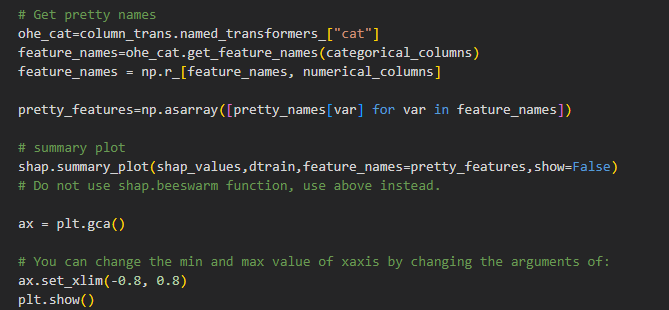 # Get pretty names
ohe_cat=column_trans.named_transformers_["cat"]
feature_names=ohe_cat.get_feature_names(categorical_columns)
feature_names = np.r_[feature_names, numerical_columns]
pretty_features=np.asarray([pretty_names[var] for var in feature_names])
# summary plot
shap.summary_plot(shap_values,dtrain,feature_names=pretty_features,show=False)
# Do not use shap.beeswarm function, use above instead.
ax = plt.gca()
# You can change the min and max value of xaxis by changing the arguments of:
ax.set_xlim(-0.8, 0.8)
plt.show()